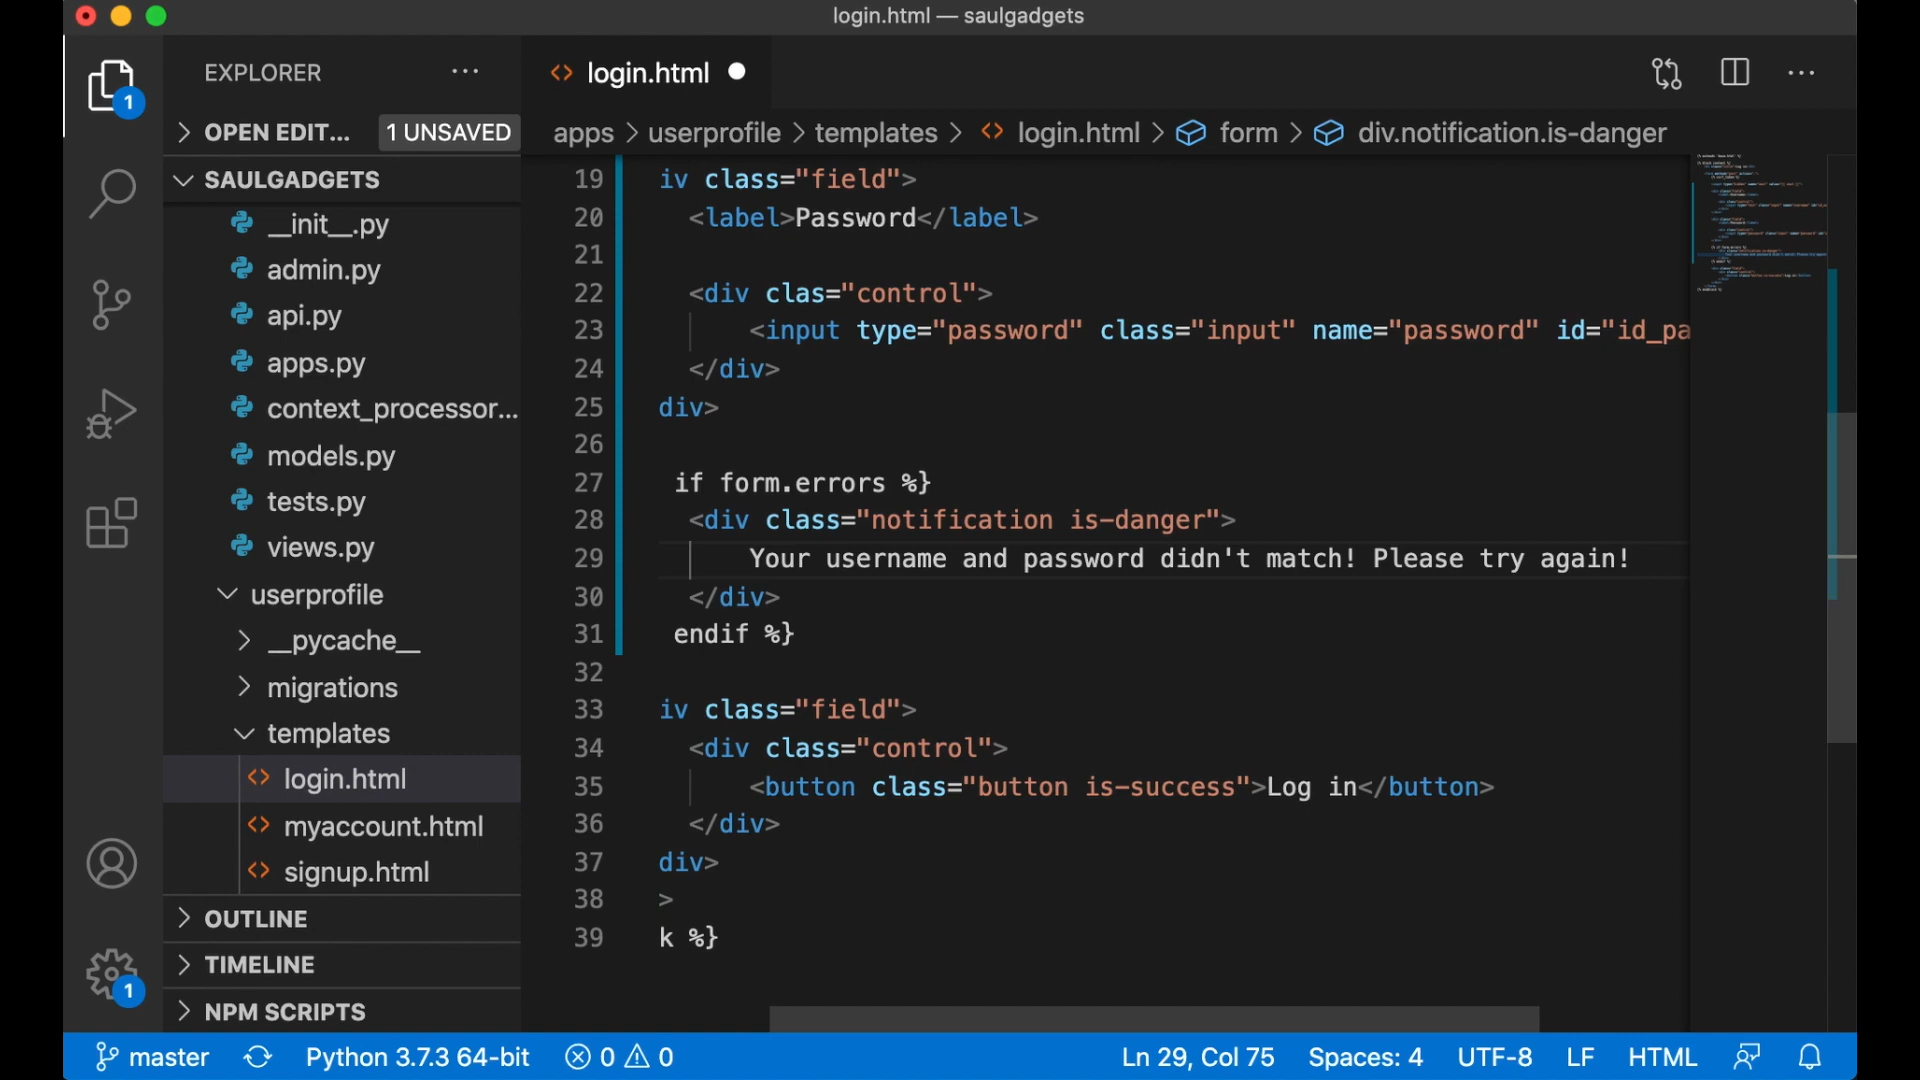 login.html — saulgadgets
EXPLORER
login.html
OPEN EDIT...
1 UNSAVED
apps > userprofile > templates > login.html > form > div.notification.is-danger
SAULGADGETS
__init__.py
admin.py
api.py
apps.py
context_processor...
models.py
tests.py
views.py
userprofile
__pycache__
migrations
templates
login.html
myaccount.html
signup.html
OUTLINE
TIMELINE
NPM SCRIPTS
1
1
19 iv class="field">
20 <label>Password</label>
21
22 <div clas="control">
23 <input type="password" class="input" name="password" id="id_pa
24 </div>
25 div>
26
27 if form.errors %}
28 <div class="notification is-danger">
29 Your username and password didn't match! Please try again!
30 </div>
31 endif %}
32
33 iv class="field">
34 <div class="control">
35 <button class="button is-success">Log in</button>
36 </div>
37 div>
38 >
39 k %}
master
Python 3.7.3 64-bit
0
0
Ln 29, Col 75
Spaces: 4
UTF-8
LF
HTML